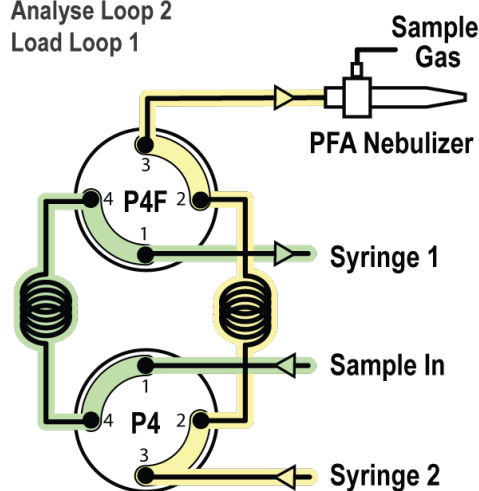 Analyse Loop 2
Load Loop 1
Sample
Gas
PFA Nebulizer
3
4 P4F 2
1
Syringe 1
Sample In
1
4 P4 2
3
Syringe 2